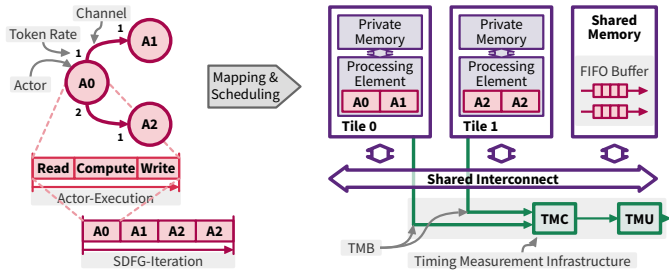 Channel
Token Rate
1
1
A1
Actor
A0
2
1
A2
Read Compute Write
Actor-Execution
A0 A1 A2 A2
SDFG-Iteration
Mapping &
Scheduling
Private
Memory
Processing
Element
A0 A1
Tile 0
Private
Memory
Processing
Element
A2 A2
Tile 1
Shared
Memory
FIFO Buffer
Shared Interconnect
TMB
TMC
TMU
Timing Measurement Infrastructure